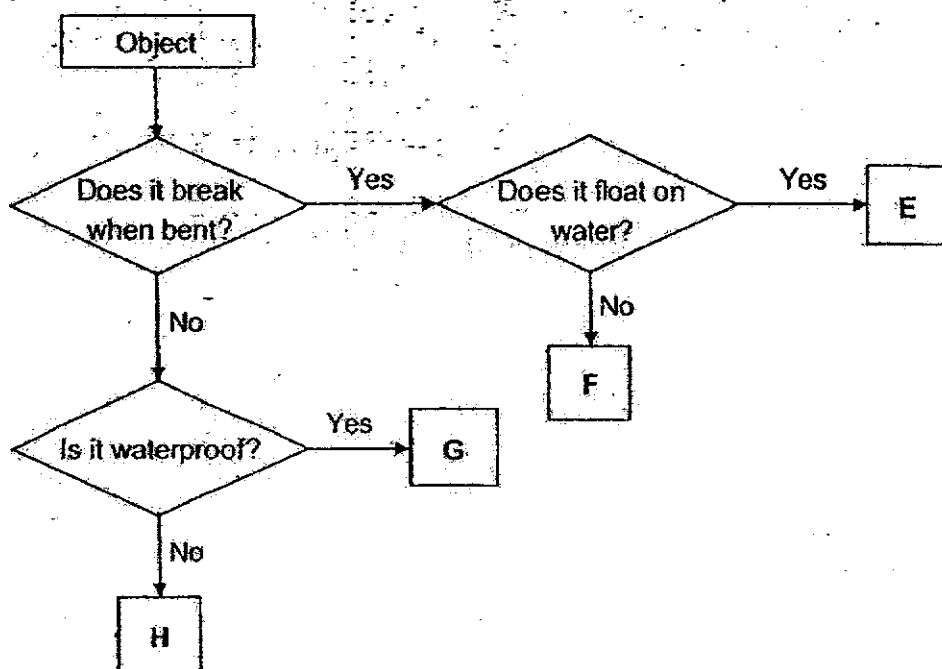 Object
Does it break
when bent?
Yes
Does it float on
water?
Yes
E
No
No
F
Is it waterproof?
Yes
G
No
H